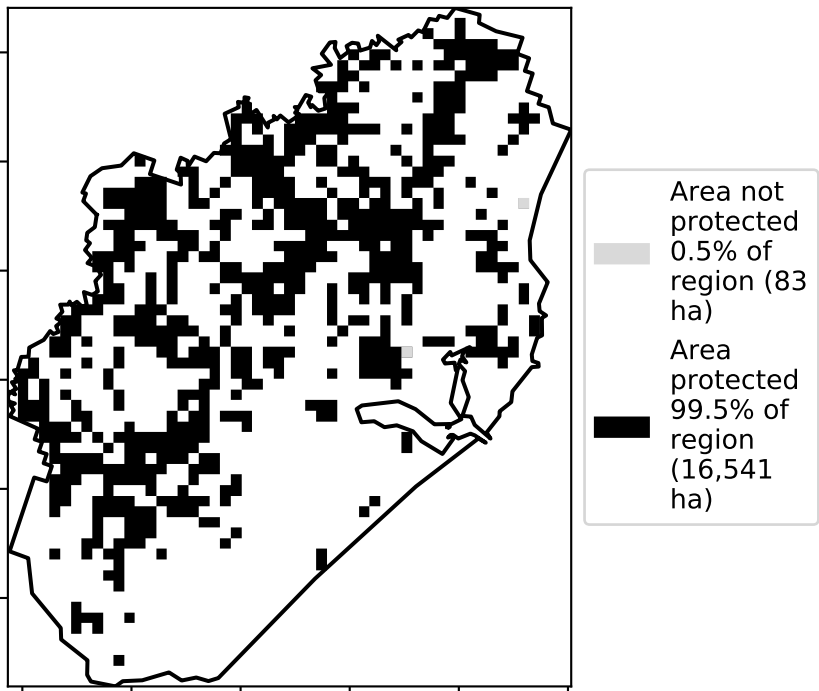 Area not
protected
0.5% of
region (83
ha)
Area
protected
99.5% of
region
(16,541
ha)